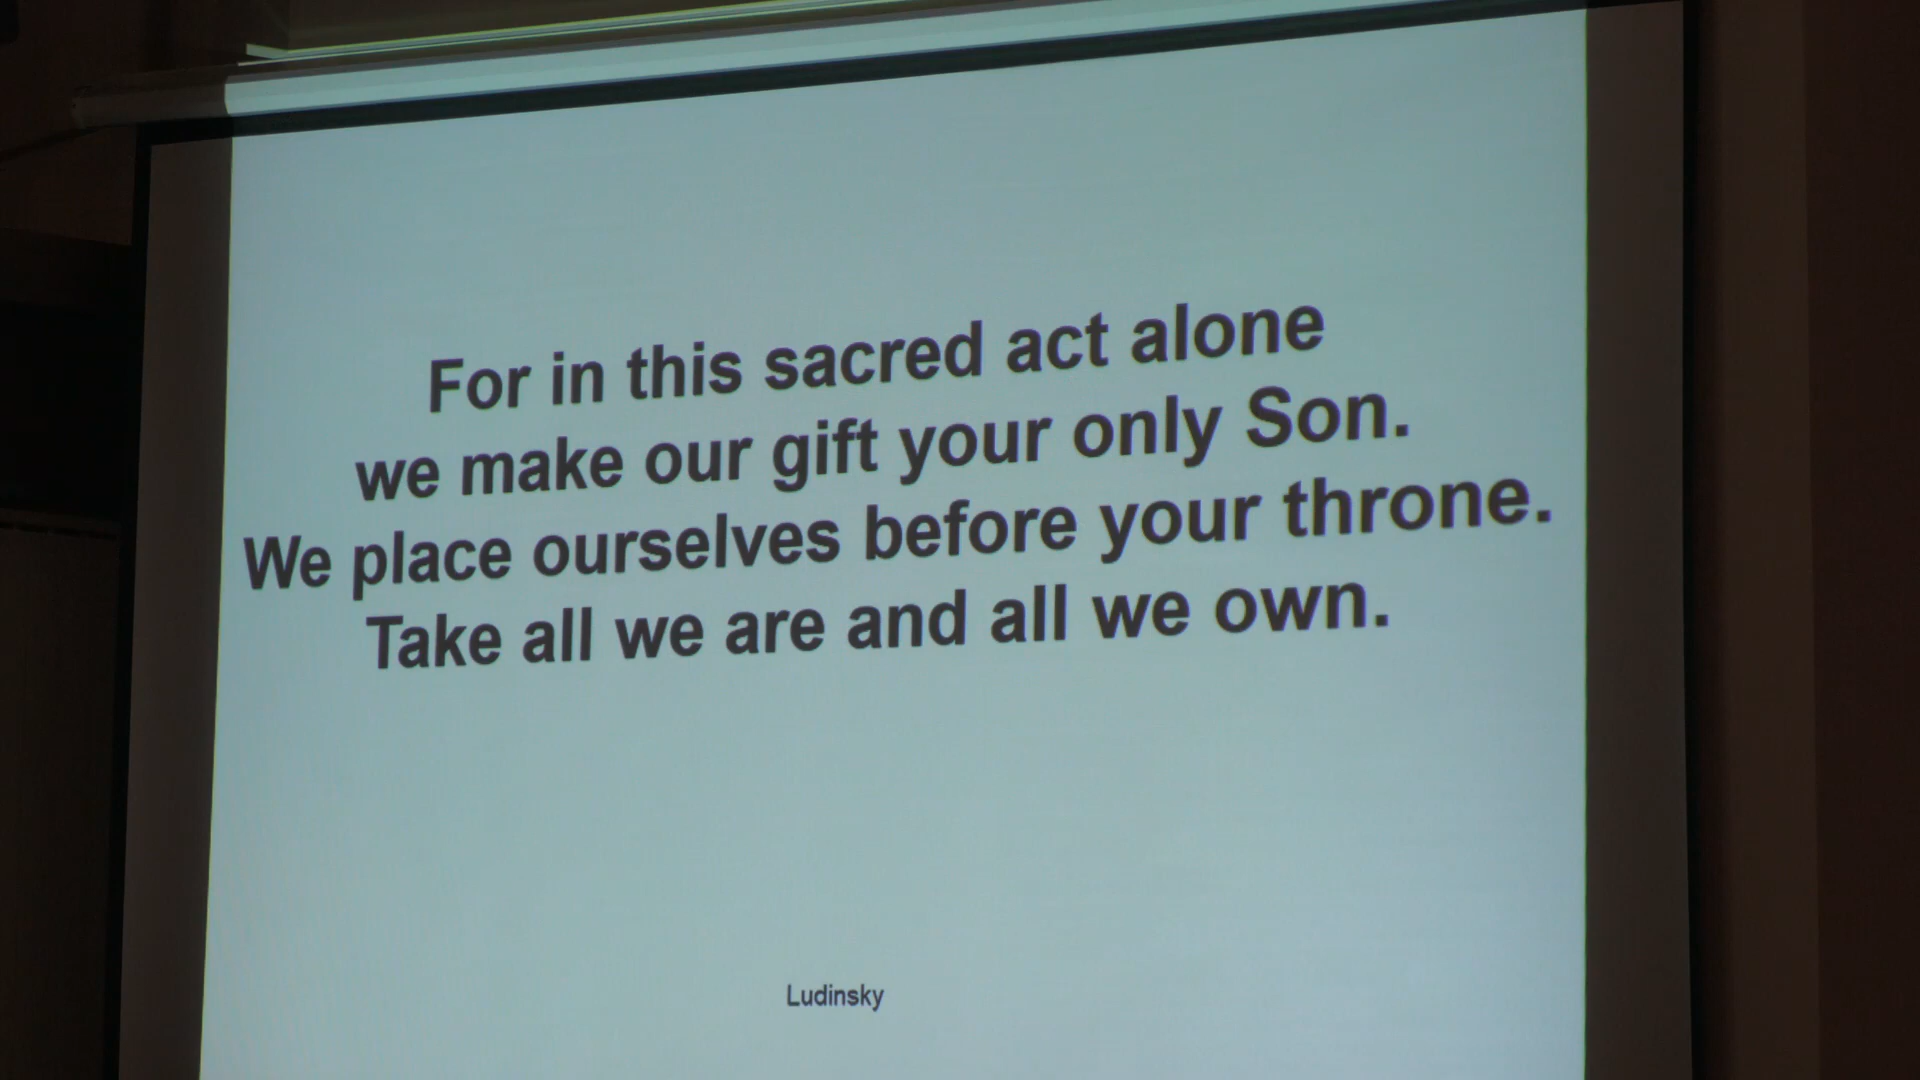 For in this sacred act alone
we make our gift your only Son.
We place ourselves before your throne.
Take all we are and all we own.
Ludinsky